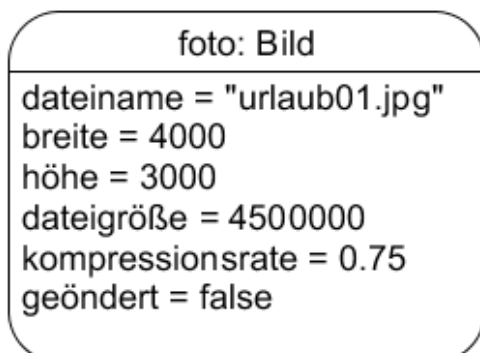 foto: Bild
dateiname = "urlaub01.jpg"
breite = 4000
höhe = 3000
dateigröße = 4500000
kompressionsrate = 0.75
geöndert = false